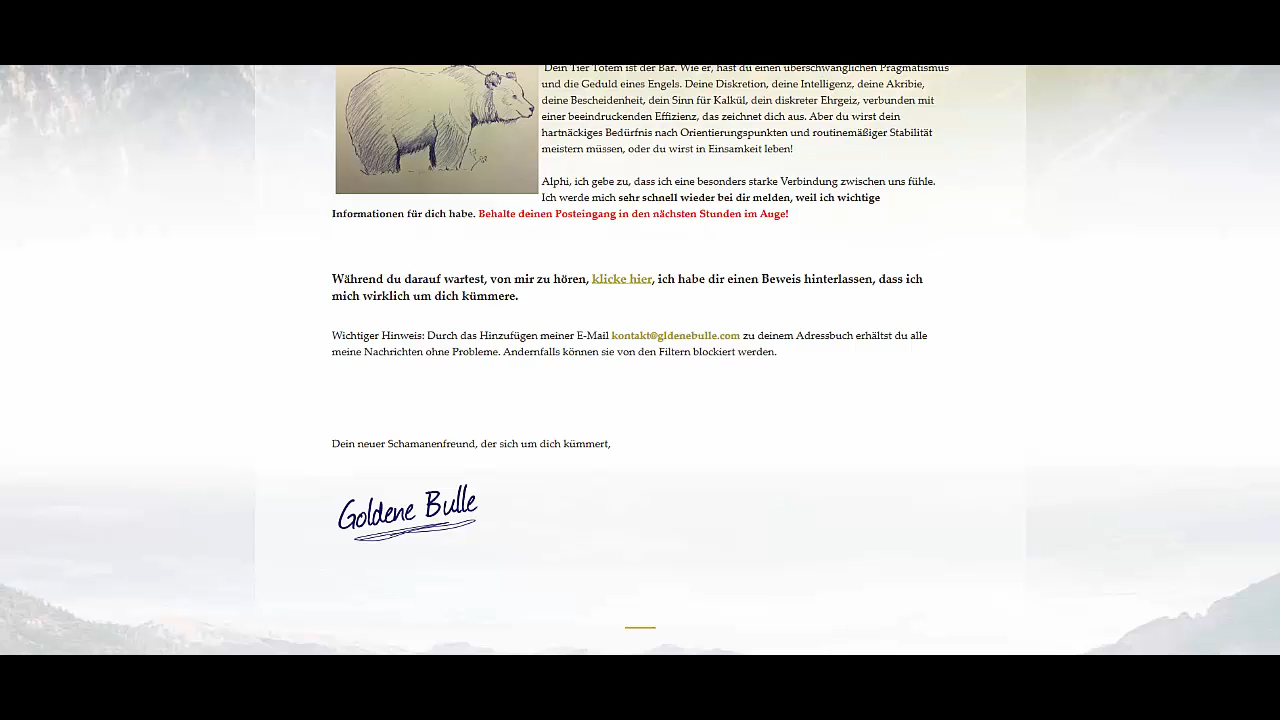 Dein Tier Totem ist der Bär. Wie er, hast du einen überschwänglichen Pragmatismus
und die Geduld eines Engels. Deine Diskretion, deine Intelligenz, deine Akribie,
deine Bescheidenheit, dein Sinn für Kalkül, dein diskreter Ehrgeiz, verbunden mit
einer beeindruckenden Effizienz, das zeichnet dich aus. Aber du wirst dein
hartnäckiges Bedürfnis nach Orientierungspunkten und routinemäßiger Stabilität
meistern müssen, oder du wirst in Einsamkeit leben!
Alphi, ich gebe zu, dass ich eine besonders starke Verbindung zwischen uns fühle.
Ich werde mich sehr schnell wieder bei dir melden, weil ich wichtige
Informationen für dich habe. Behalte deinen Posteingang in den nächsten Stunden im Auge!
Während du darauf wartest, von mir zu hören, klicke hier, ich habe dir einen Beweis hinterlassen, dass ich
mich wirklich um dich kümmere.
Wichtiger Hinweis: Durch das Hinzufügen meiner E-Mail kontakt@gldenebulle.com zu deinem Adressbuch erhältst du alle
meine Nachrichten ohne Probleme. Andernfalls können sie von den Filtern blockiert werden.
Dein neuer Schamanenfreund, der sich um dich kümmert,
Goldene Bulle